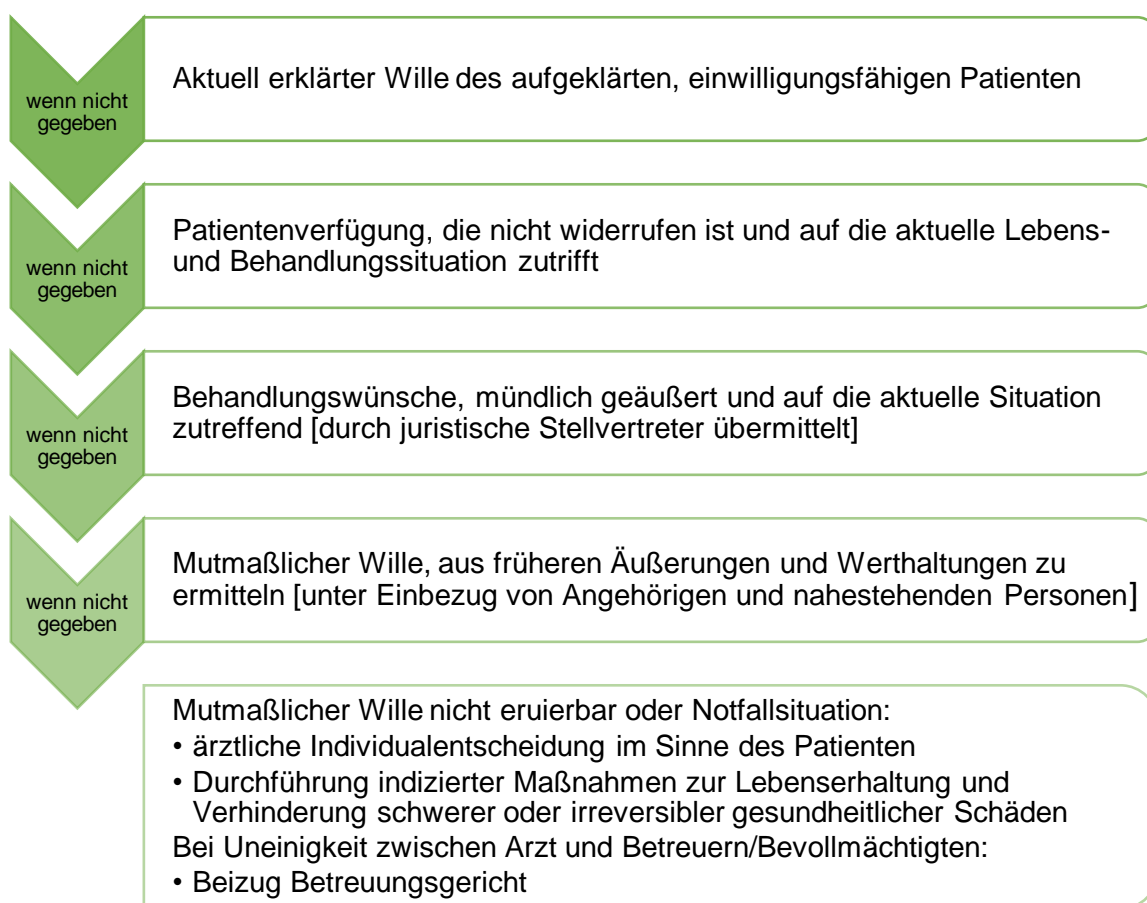 wenn nicht
gegeben
Aktuell erklärter Wille des aufgeklärten, einwilligungsfähigen Patienten
wenn nicht
gegeben
Patientenverfügung, die nicht widerrufen ist und auf die aktuelle Lebens-
und Behandlungssituation zutrifft
wenn nicht
gegeben
Behandlungswünsche, mündlich geäußert und auf die aktuelle Situation
zutreffend [durch juristische Stellvertreter übermittelt]
wenn nicht
gegeben
Mutmaßlicher Wille, aus früheren Äußerungen und Werthaltungen zu
ermitteln [unter Einbezug von Angehörigen und nahestehenden Personen]
Mutmaßlicher Wille nicht eruierbar oder Notfallsituation:
• ärztliche Individualentscheidung im Sinne des Patienten
• Durchführung indizierter Maßnahmen zur Lebenserhaltung und
Verhinderung schwerer oder irreversibler gesundheitlicher Schäden
Bei Uneinigkeit zwischen Arzt und Betreuern/Bevollmächtigten:
• Beizug Betreuungsgericht